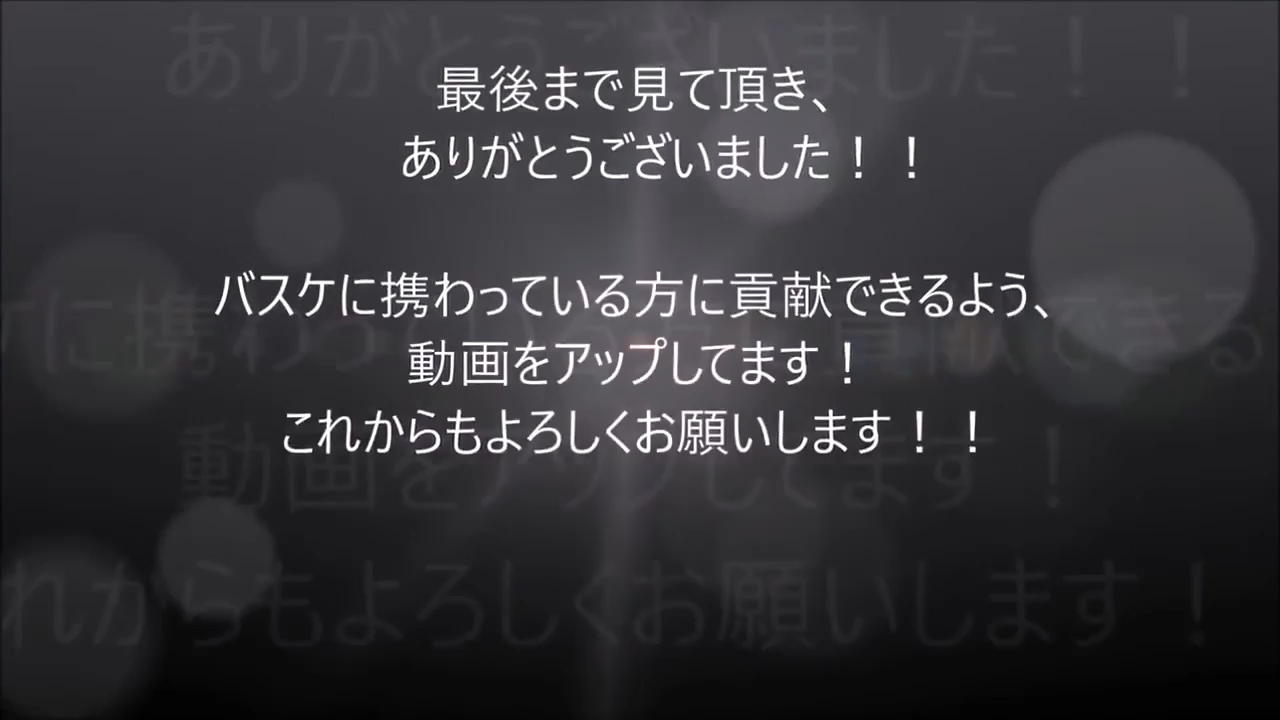 最後まで見て頂き、
ありがとうございました！！
バスケに携わっている方に貢献できるよう、
動画をアップしてます！
これからもよろしくお願いします！！